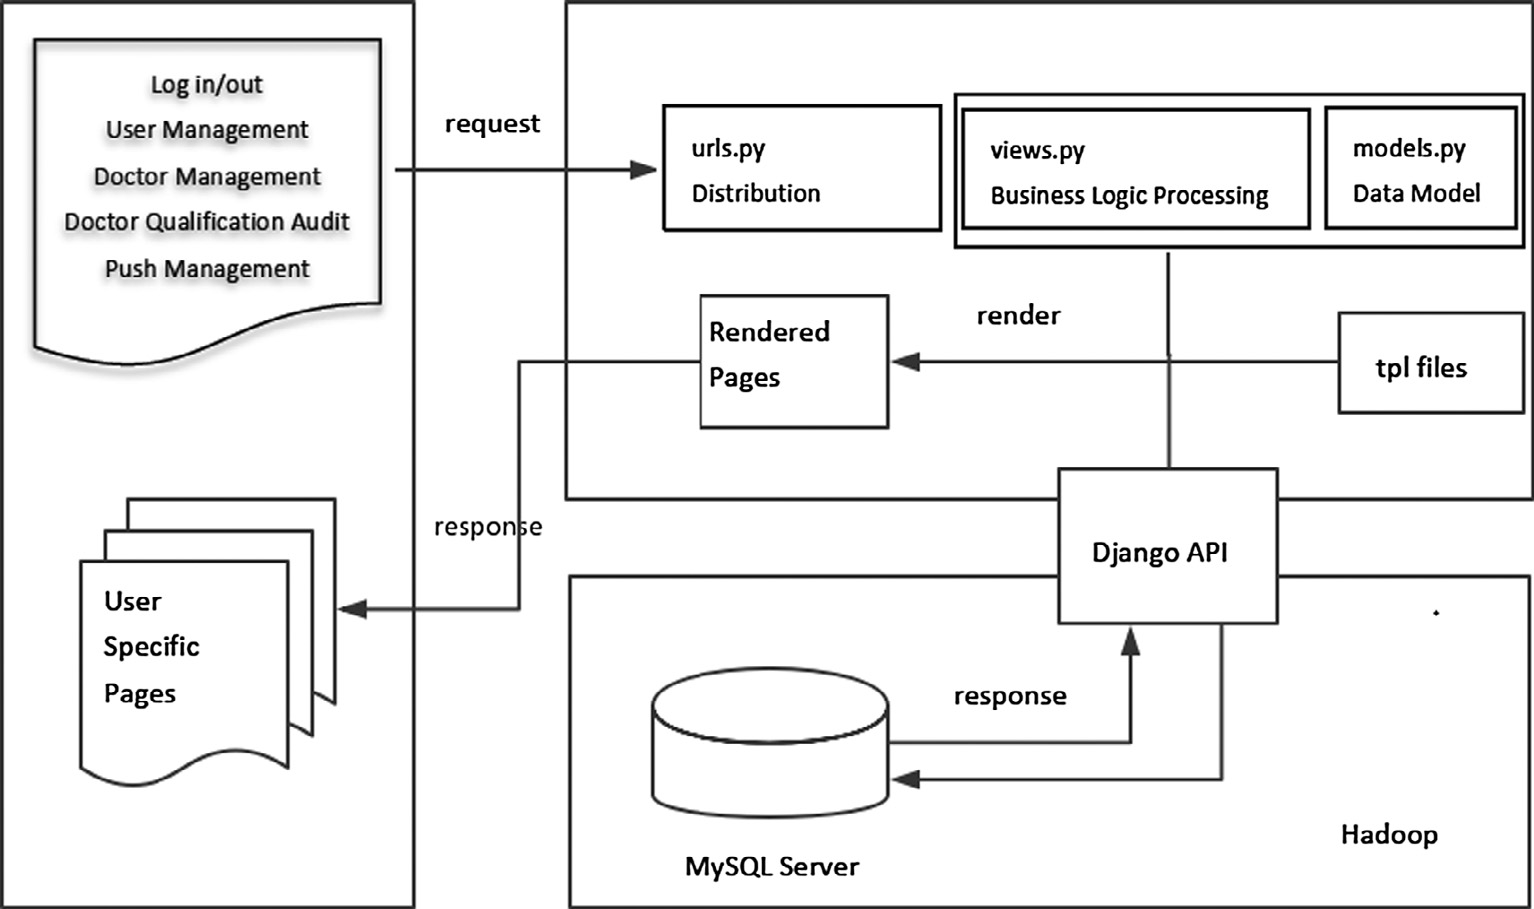 Log in/out
User Management
Doctor Management
Doctor Qualification Audit
Push Management
request
urls.py
Distribution
views.py
Business Logic Processing
models.py
Data Model
Rendered
Pages
render
tpl files
response
User
Specific
Pages
Django API
response
MySQL Server
Hadoop